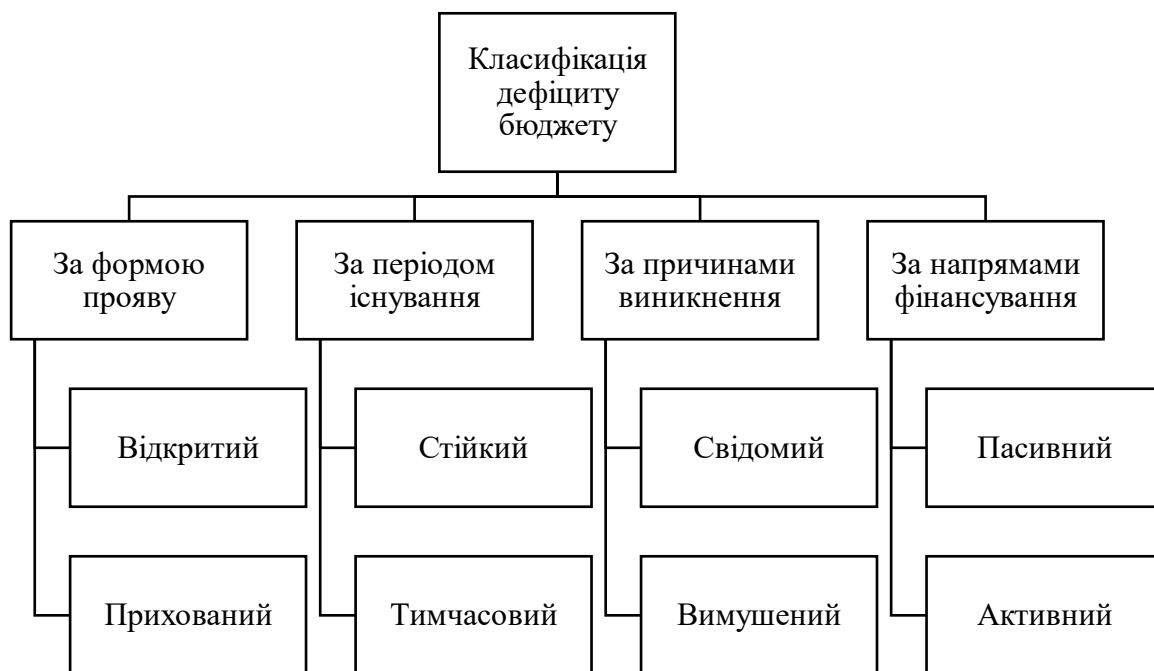 Класифікація
дефіциту
бюджету
За формою
прояву
За періодом
існування
За причинами
виникнення
За напрямами
фінансування
Відкритий
Стійкий
Свідомий
Пасивний
Прихований
Тимчасовий
Вимушений
Активний